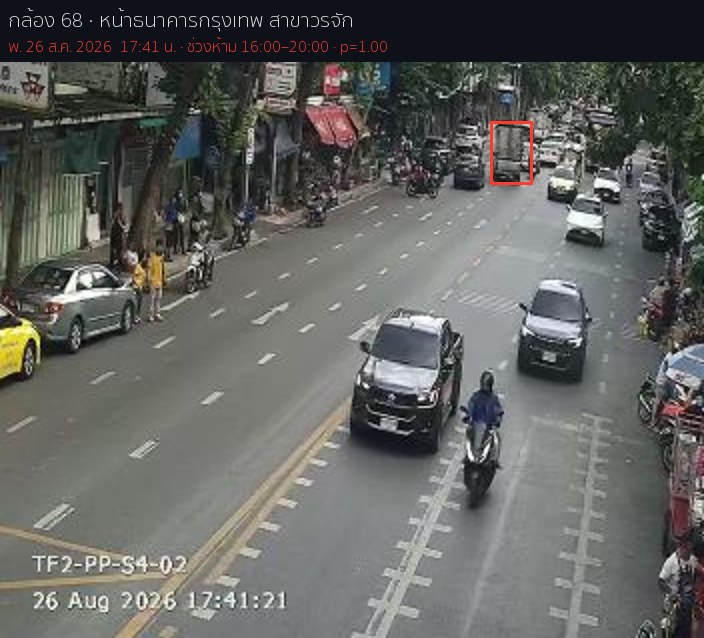 กล้อง 68 · หน้าธนาคารกรุงเทพ สาขาวรจักร
พ. 26 ส.ค. 2026 17:41 น. · ช่วงห้าม 16:00–20:00 · p=1.00
TF2-PP-S4-02
26 Aug 2026 17:41:21